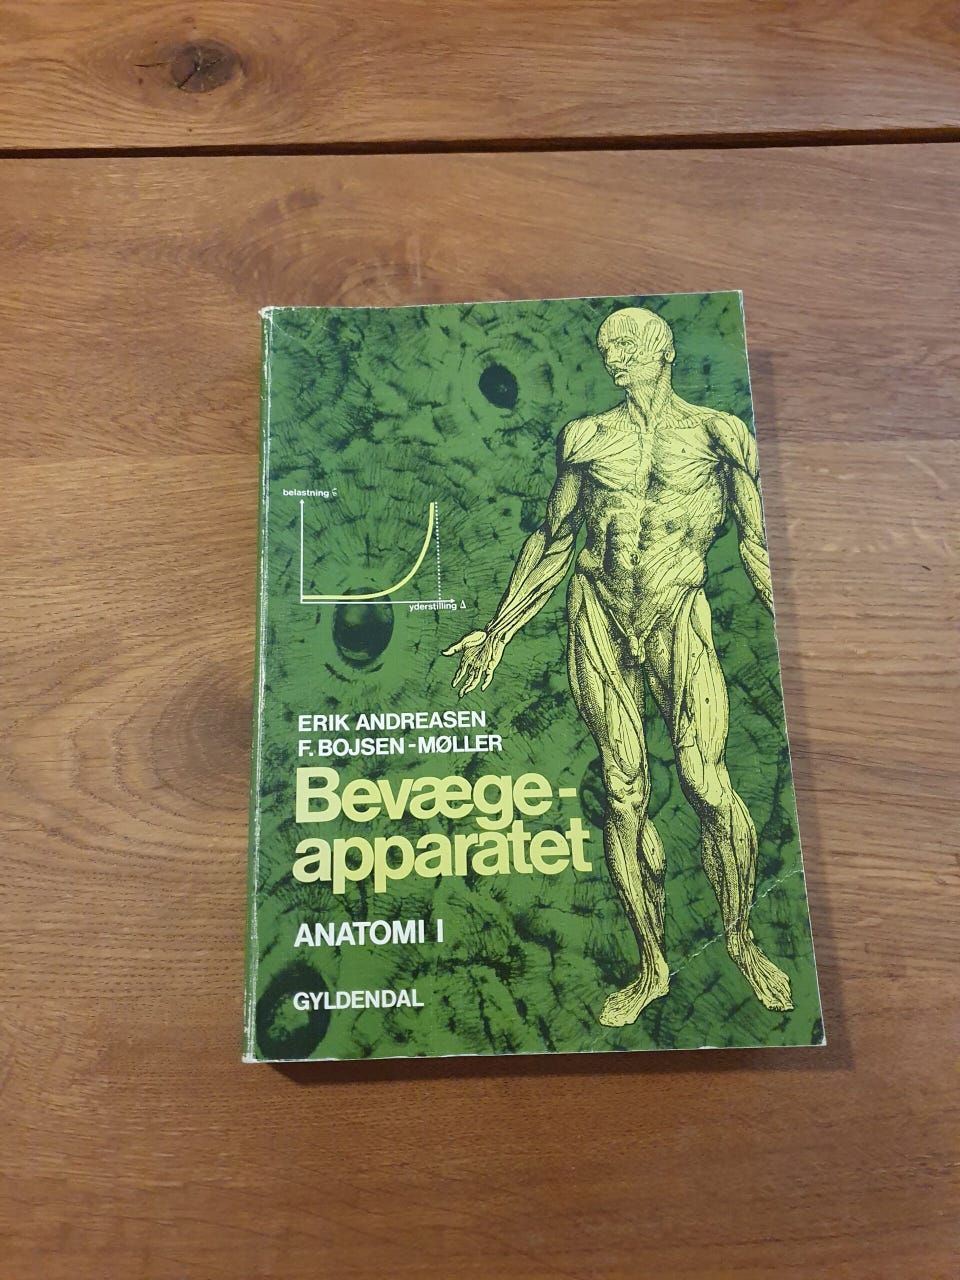 belastning
yderstilling Δ
ERIK ANDREASEN
F. BOJSEN-MØLLER
Bevæge-
apparatet
ANATOMI I
GYLDENDAL